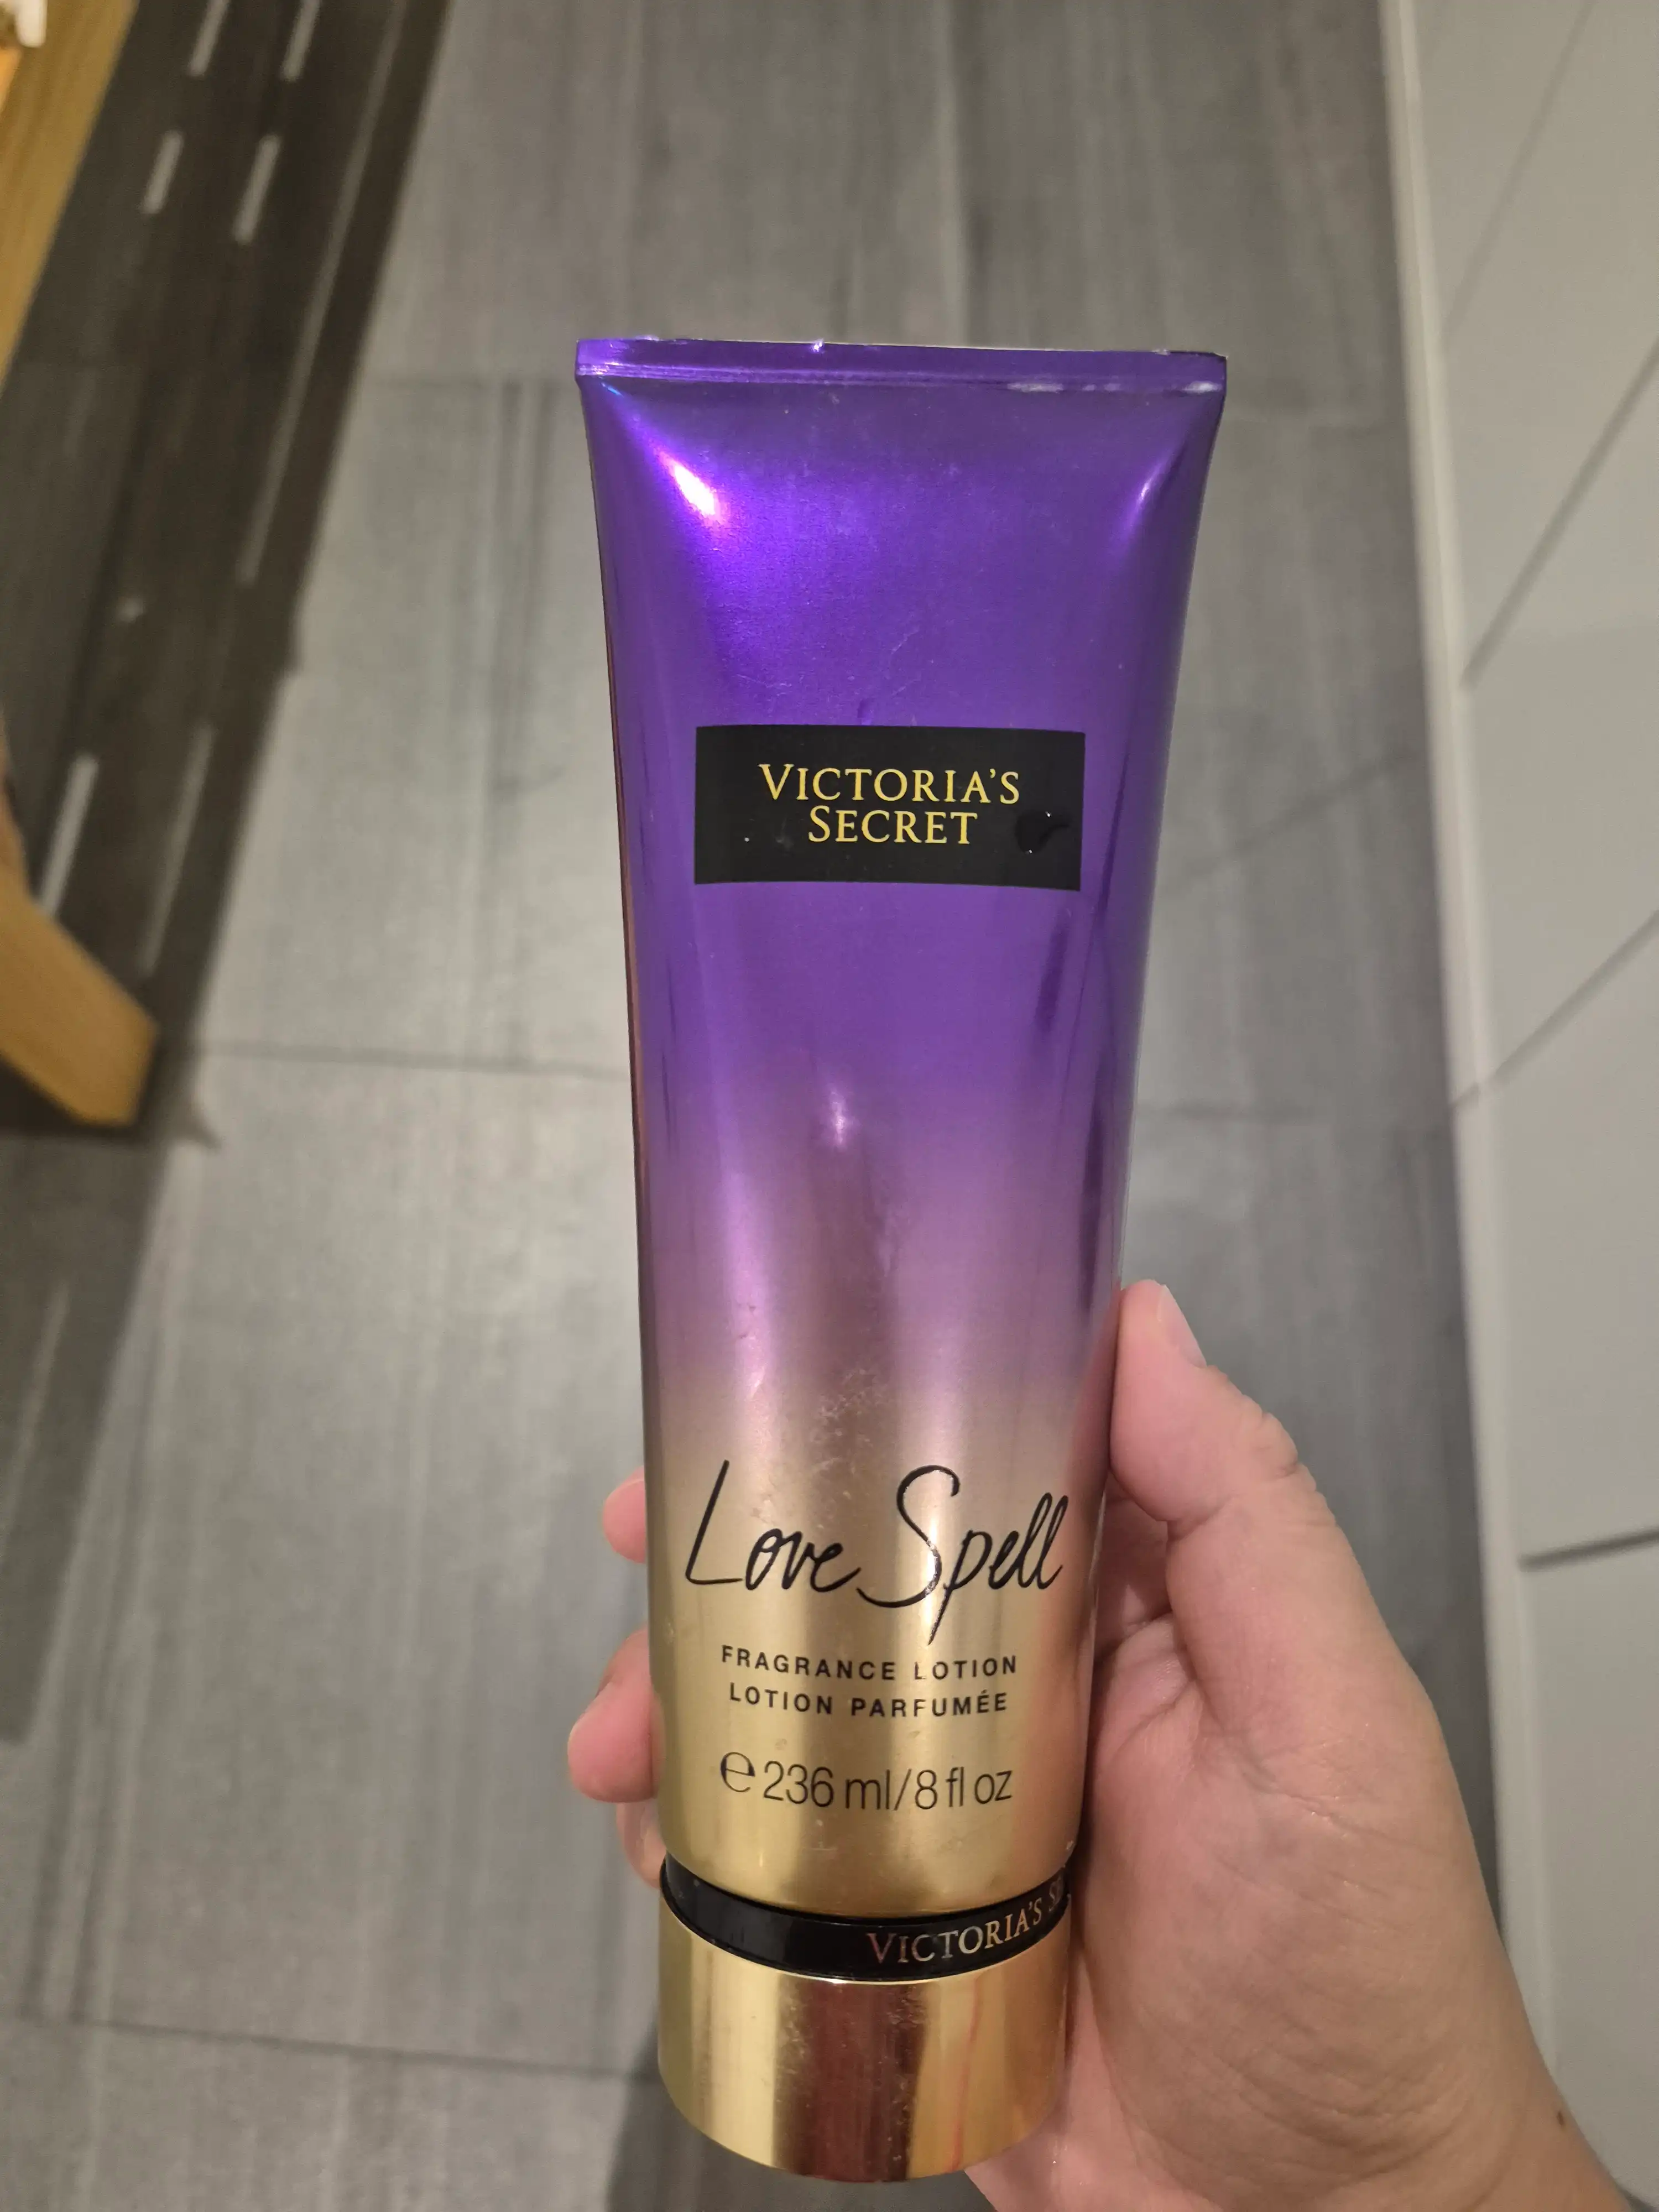 VICTORIA'S
SECRET
Love Spell
FRAGRANCE LOTION
LOTION PARFUMÉE
℮ 236 ml/8 fl oz
VICTORIA'S